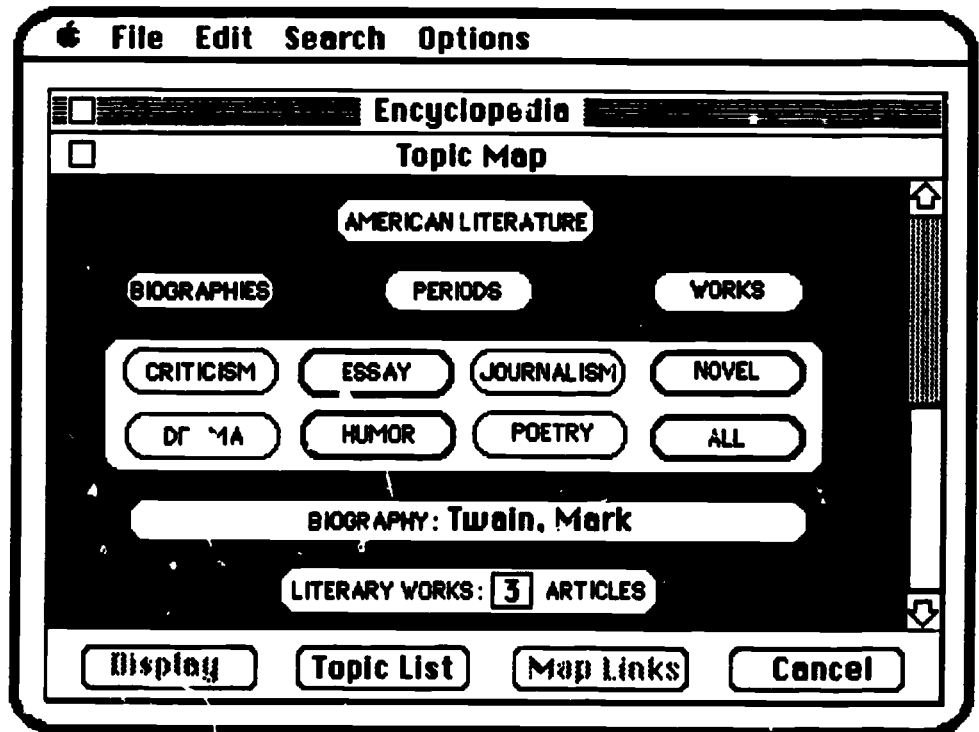 File Edit Search Options
Encyclopedia
Topic Map
AMERICAN LITERATURE
BIOGRAPHIES PERIODS WORKS
CRITICISM ESSAY JOURNALISM NOVEL
HUMOR POETRY ALL
BIOGRAPHY: Twain, Mark
LITERARY WORKS: 3 ARTICLES
Display Topic List Map Links Cancel